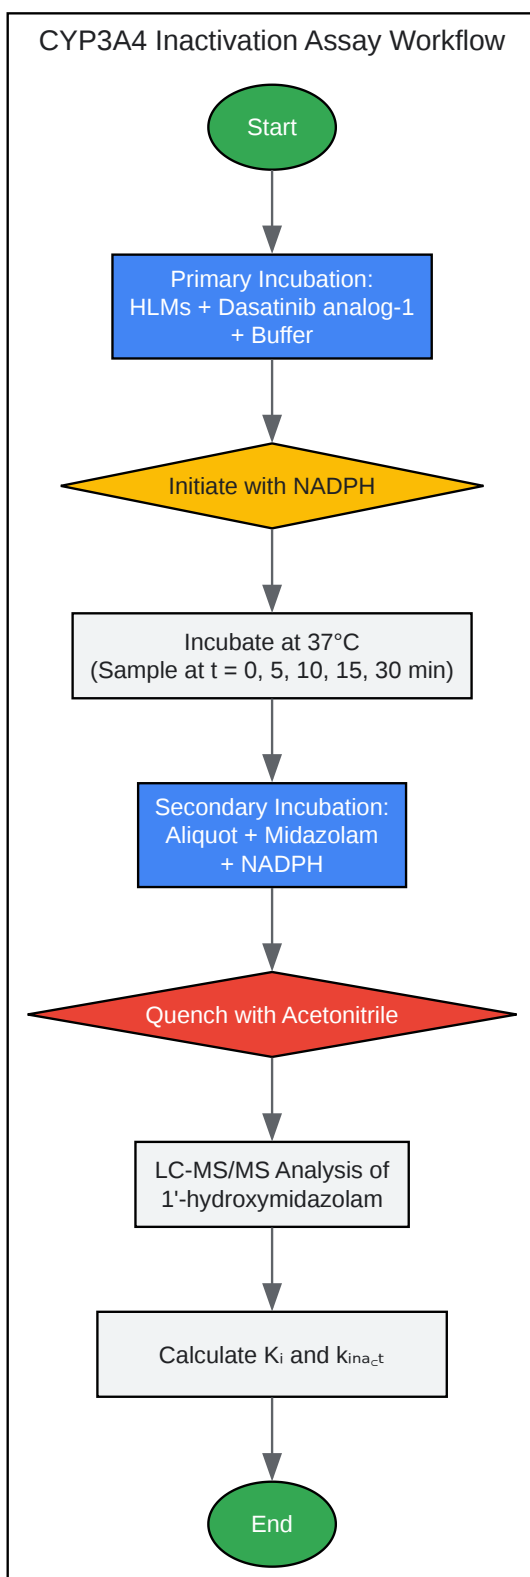 CYP3A4 Inactivation Assay Workflow
Start
Primary Incubation:
HLMs + Dasatinib analog-1
+ Buffer
Initiate with NADPH
Incubate at 37°C
(Sample at t = 0, 5, 10, 15, 30 min)
Secondary Incubation:
Aliquot + Midazolam
+ NADPH
Quench with Acetonitrile
LC-MS/MS Analysis of
1'-hydroxymidazolam
Calculate Kᵢ and kᵢₙₐ꜀ₜ
End